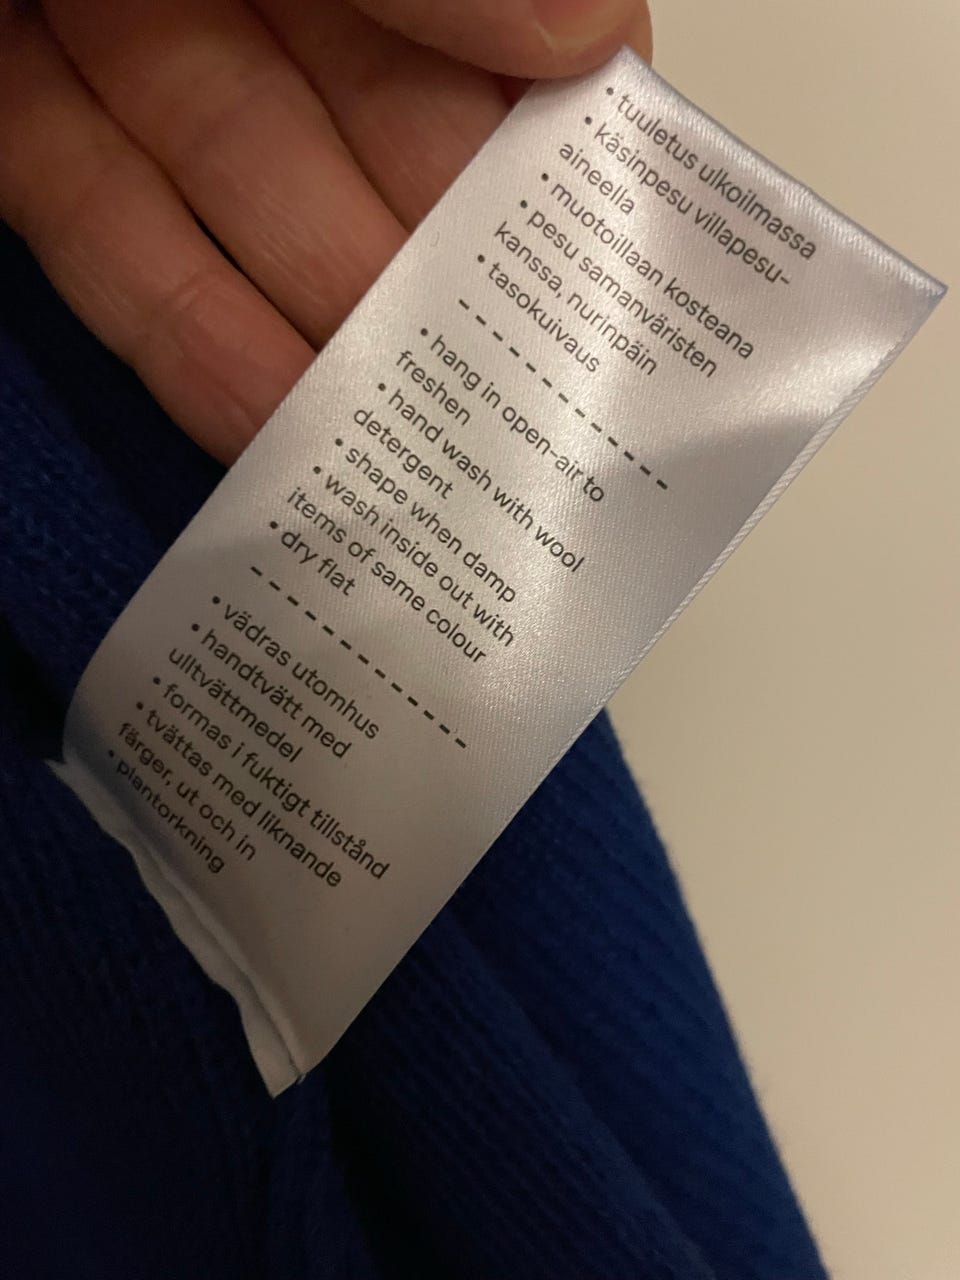 • tuuletus ulkoilmassa
• käsinpesu villapesu-
aineella
• muotoillaan kosteana
• pesu samanväristen
kanssa, nurinpäin
• tasokuivaus
• hang in open-air to
freshen
• hand wash with wool
detergent
• shape when damp
• wash inside out with
items of same colour
• dry flat
• vädras utomhus
• handtvätt med
ulltvättmedel
• formas i fuktigt tillstånd
• tvättas med liknande
färger, ut och in
• plantorkning